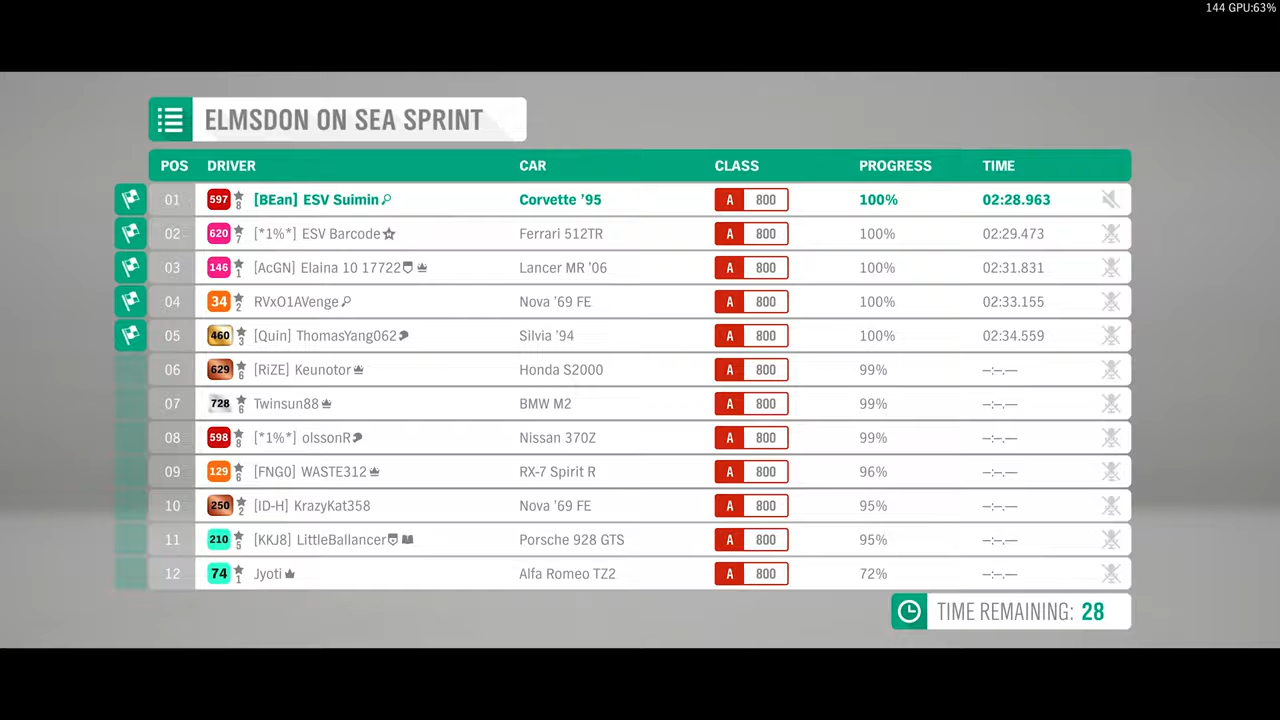 144 GPU:63%
ELMSDON ON SEA SPRINT
POS DRIVER CAR CLASS PROGRESS TIME
01 597 8 [BEan] ESV Suimin Corvette '95 A 800 100% 02:28.963
02 620 7 [*1%*] ESV Barcode Ferrari 512TR A 800 100% 02:29.473
03 146 1 [AcGN] Elaina 10 17722 Lancer MR '06 A 800 100% 02:31.831
04 34 2 RVxO1AVenge Nova '69 FE A 800 100% 02:33.155
05 460 3 [Quin] ThomasYang062 Silvia '94 A 800 100% 02:34.559
06 629 6 [RiZE] Keunotor Honda S2000 A 800 99% --:--.---
07 728 6 Twinsun88 BMW M2 A 800 99% --:--.---
08 598 8 [*1%*] olssonR Nissan 370Z A 800 99% --:--.---
09 129 6 [FNG0] WASTE312 RX-7 Spirit R A 800 96% --:--.---
10 250 2 [ID-H] KrazyKat358 Nova '69 FE A 800 95% --:--.---
11 210 5 [KKJ8] LittleBallancer Porsche 928 GTS A 800 95% --:--.---
12 74 1 Jyoti Alfa Romeo TZ2 A 800 72% --:--.---
TIME REMAINING: 28